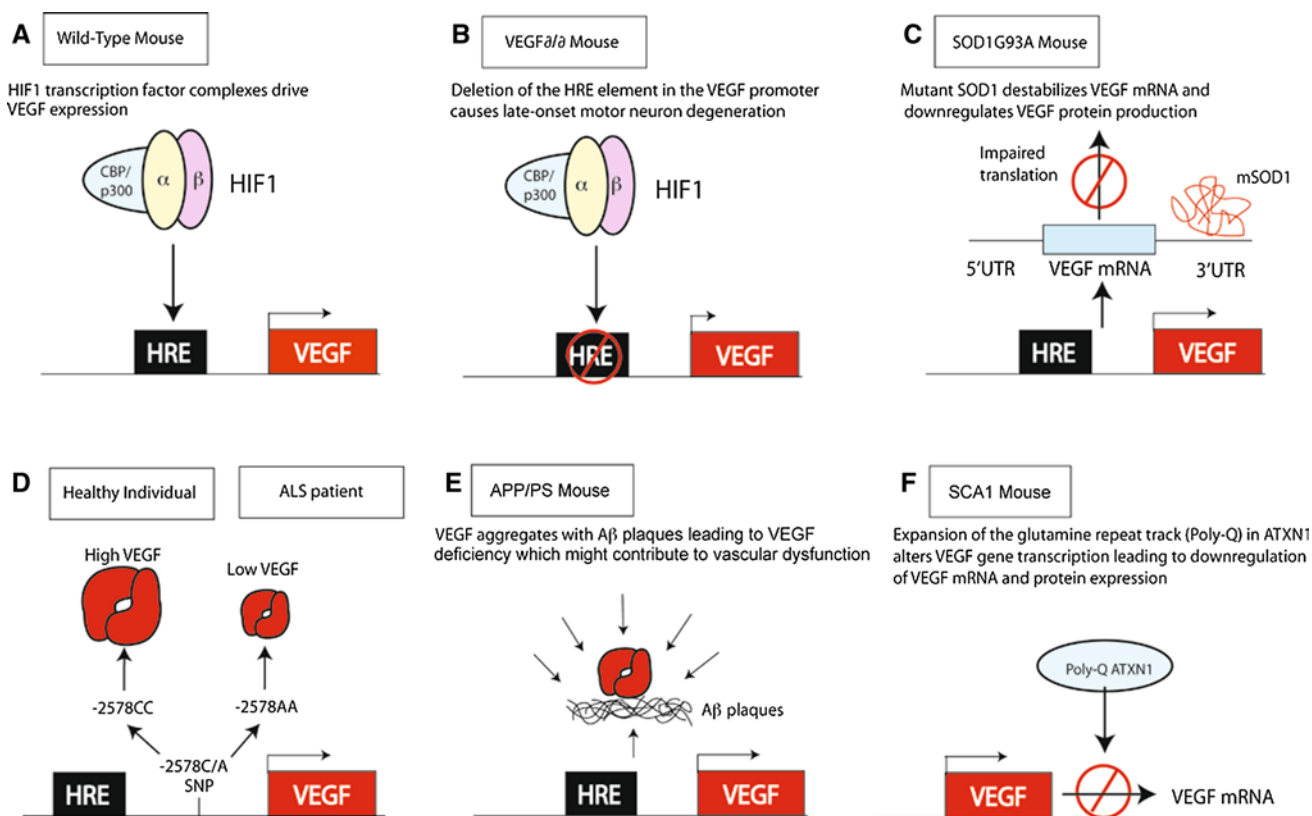 A
Wild-Type Mouse
HIF1 transcription factor complexes drive
VEGF expression
CBP/
p300
α
β
HIF1
HRE
VEGF
B
VEGF∂/∂ Mouse
Deletion of the HRE element in the VEGF promoter
causes late-onset motor neuron degeneration
CBP/
p300
α
β
HIF1
HRE
VEGF
C
SOD1G93A Mouse
Mutant SOD1 destabilizes VEGF mRNA and
downregulates VEGF protein production
Impaired
translation
mSOD1
5'UTR
VEGF mRNA
3'UTR
HRE
VEGF
D
Healthy Individual
ALS patient
High VEGF
Low VEGF
-2578CC
-2578AA
-2578C/A
SNP
HRE
VEGF
E
APP/PS Mouse
VEGF aggregates with Aβ plaques leading to VEGF
deficiency which might contribute to vascular dysfunction
Aβ plaques
HRE
VEGF
F
SCA1 Mouse
Expansion of the glutamine repeat track (Poly-Q) in ATXN1
alters VEGF gene transcription leading to downregulation
of VEGF mRNA and protein expression
Poly-Q ATXN1
VEGF
VEGF mRNA